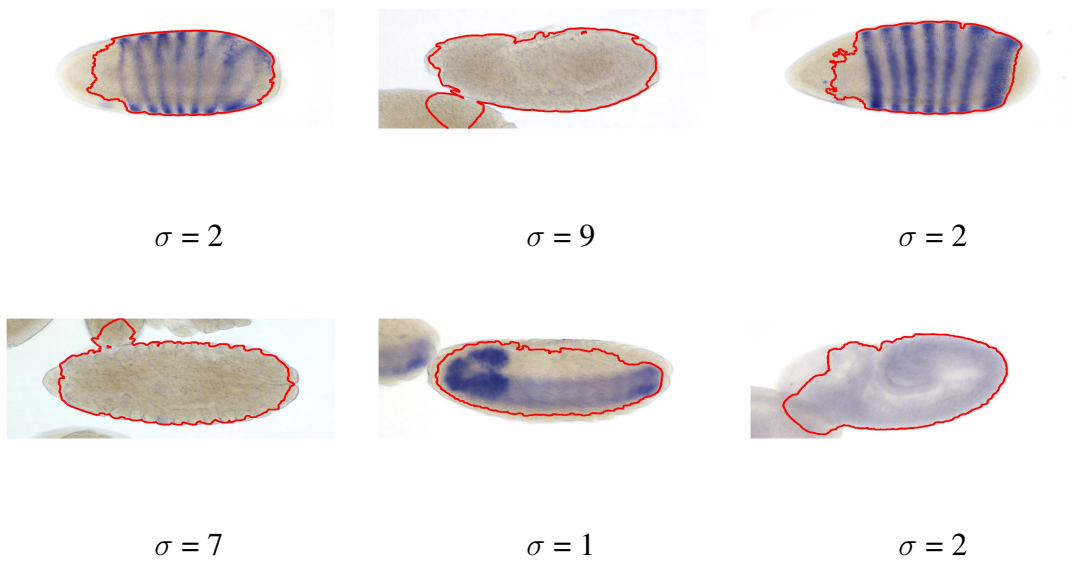 σ = 2
σ = 9
σ = 2
σ = 7
σ = 1
σ = 2